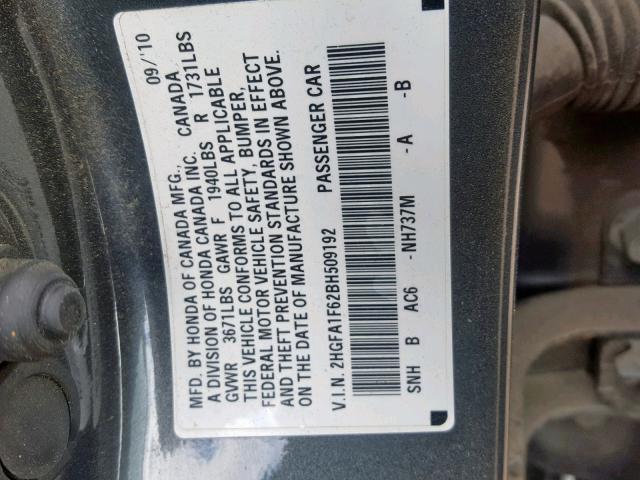 MFD. BY HONDA OF CANADA MFG., CANADA 09/'10
A DIVISION OF HONDA CANADA INC.
GVWR 3671LBS GAWR F 1940LBS R 1731LBS
THIS VEHICLE CONFORMS TO ALL APPLICABLE
FEDERAL MOTOR VEHICLE SAFETY, BUMPER,
AND THEFT PREVENTION STANDARDS IN EFFECT
ON THE DATE OF MANUFACTURE SHOWN ABOVE.
V.I.N. 2HGFA1F62BH509192 PASSENGER CAR
SNH B AC6 -NH737M -A -B